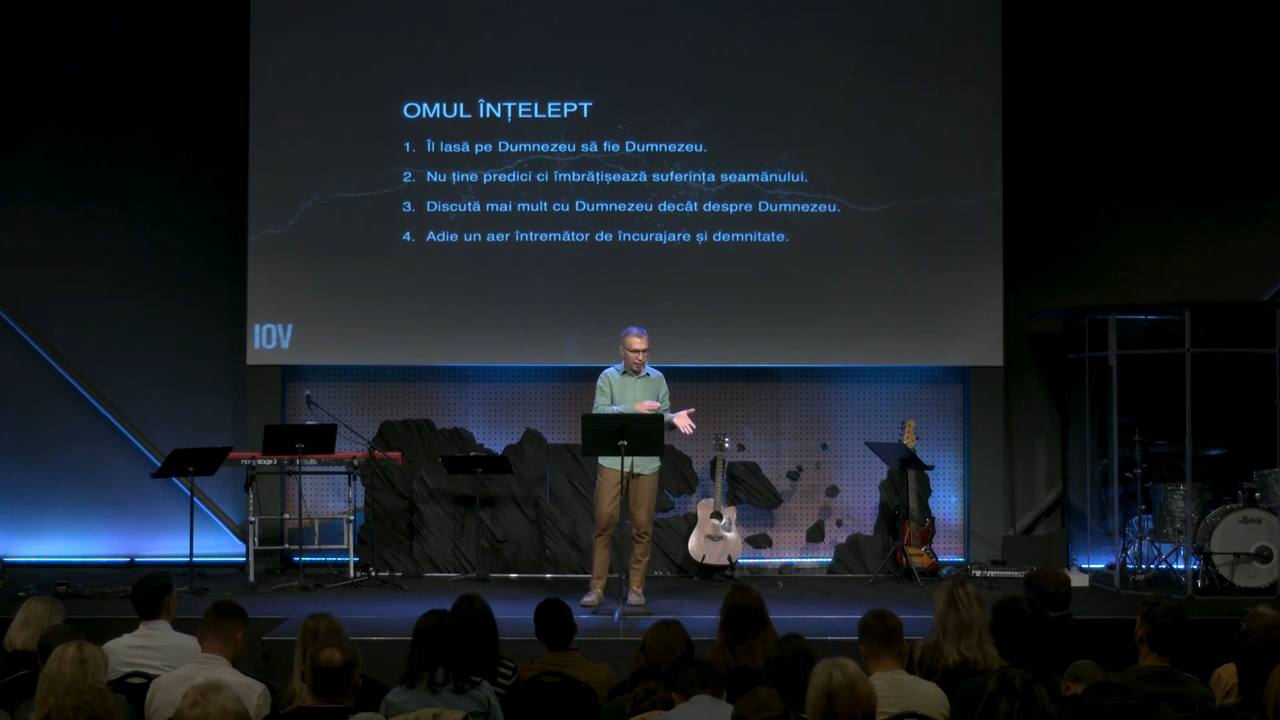 OMUL ÎNȚELEPT
1. Îl lasă pe Dumnezeu să fie Dumnezeu.
2. Nu ține predici ci îmbrățișează suferința seamănului.
3. Discută mai mult cu Dumnezeu decât despre Dumnezeu.
4. Adie un aer întremător de încurajare și demnitate.
IOV